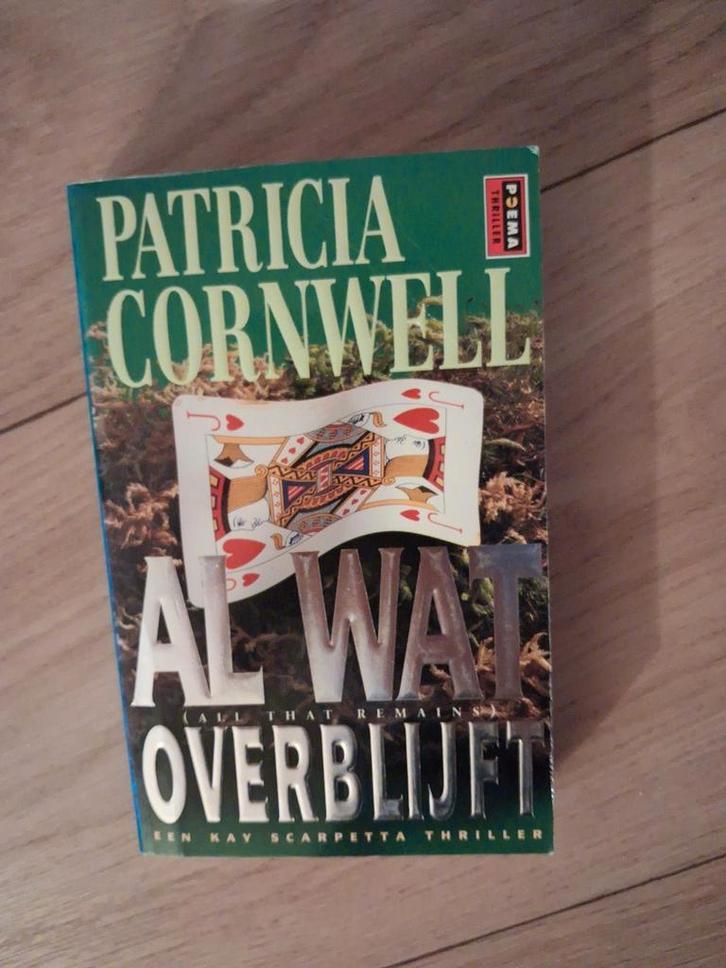 PATRICIA
CORNWELL
POEMA
THRILLER
J
J
J
J
AL WAT
(ALL THAT REMAINS)
OVERBLIJFT
EEN KAY SCARPETTA THRILLER